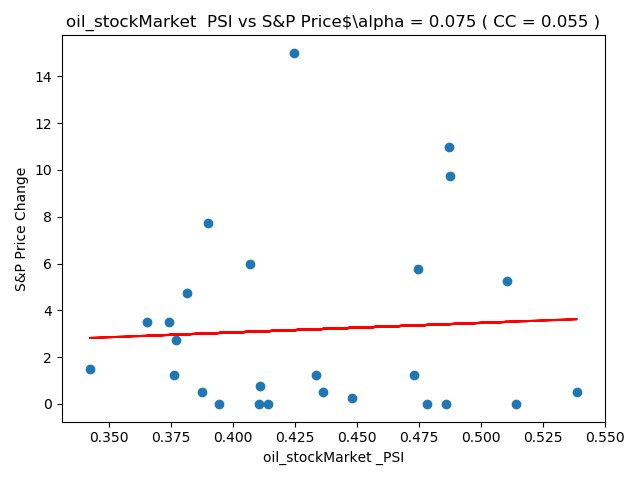 oil_stockMarket  PSI vs S&P Price$\alpha = 0.075 ( CC = 0.055 )
S&P Price Change
14
12
10
8
6
4
2
0
0.350 0.375 0.400 0.425 0.450 0.475 0.500 0.525 0.550
oil_stockMarket _PSI